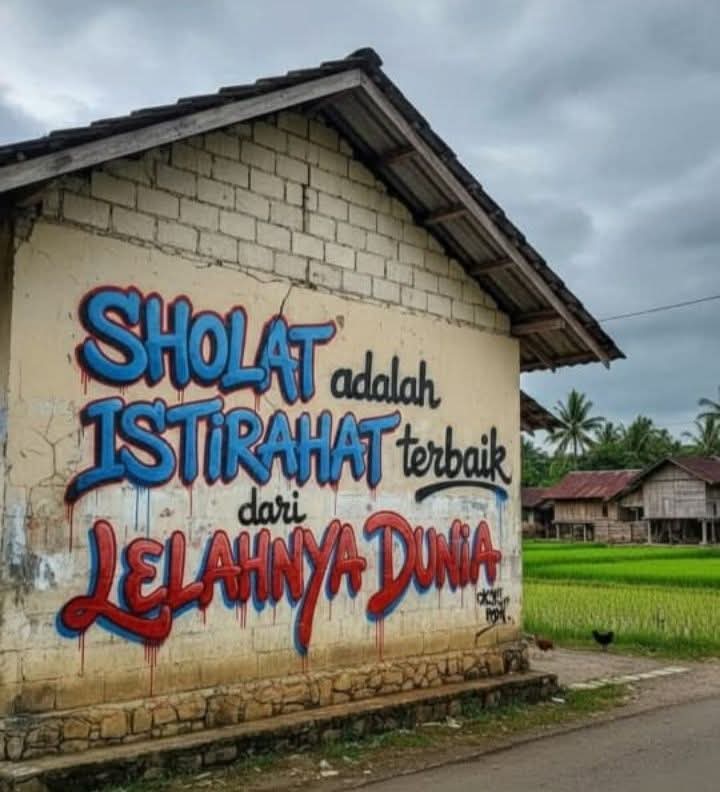 SHOLAT adalah
ISTIRAHAT terbaik
dari
LELAHNYA DUNIA